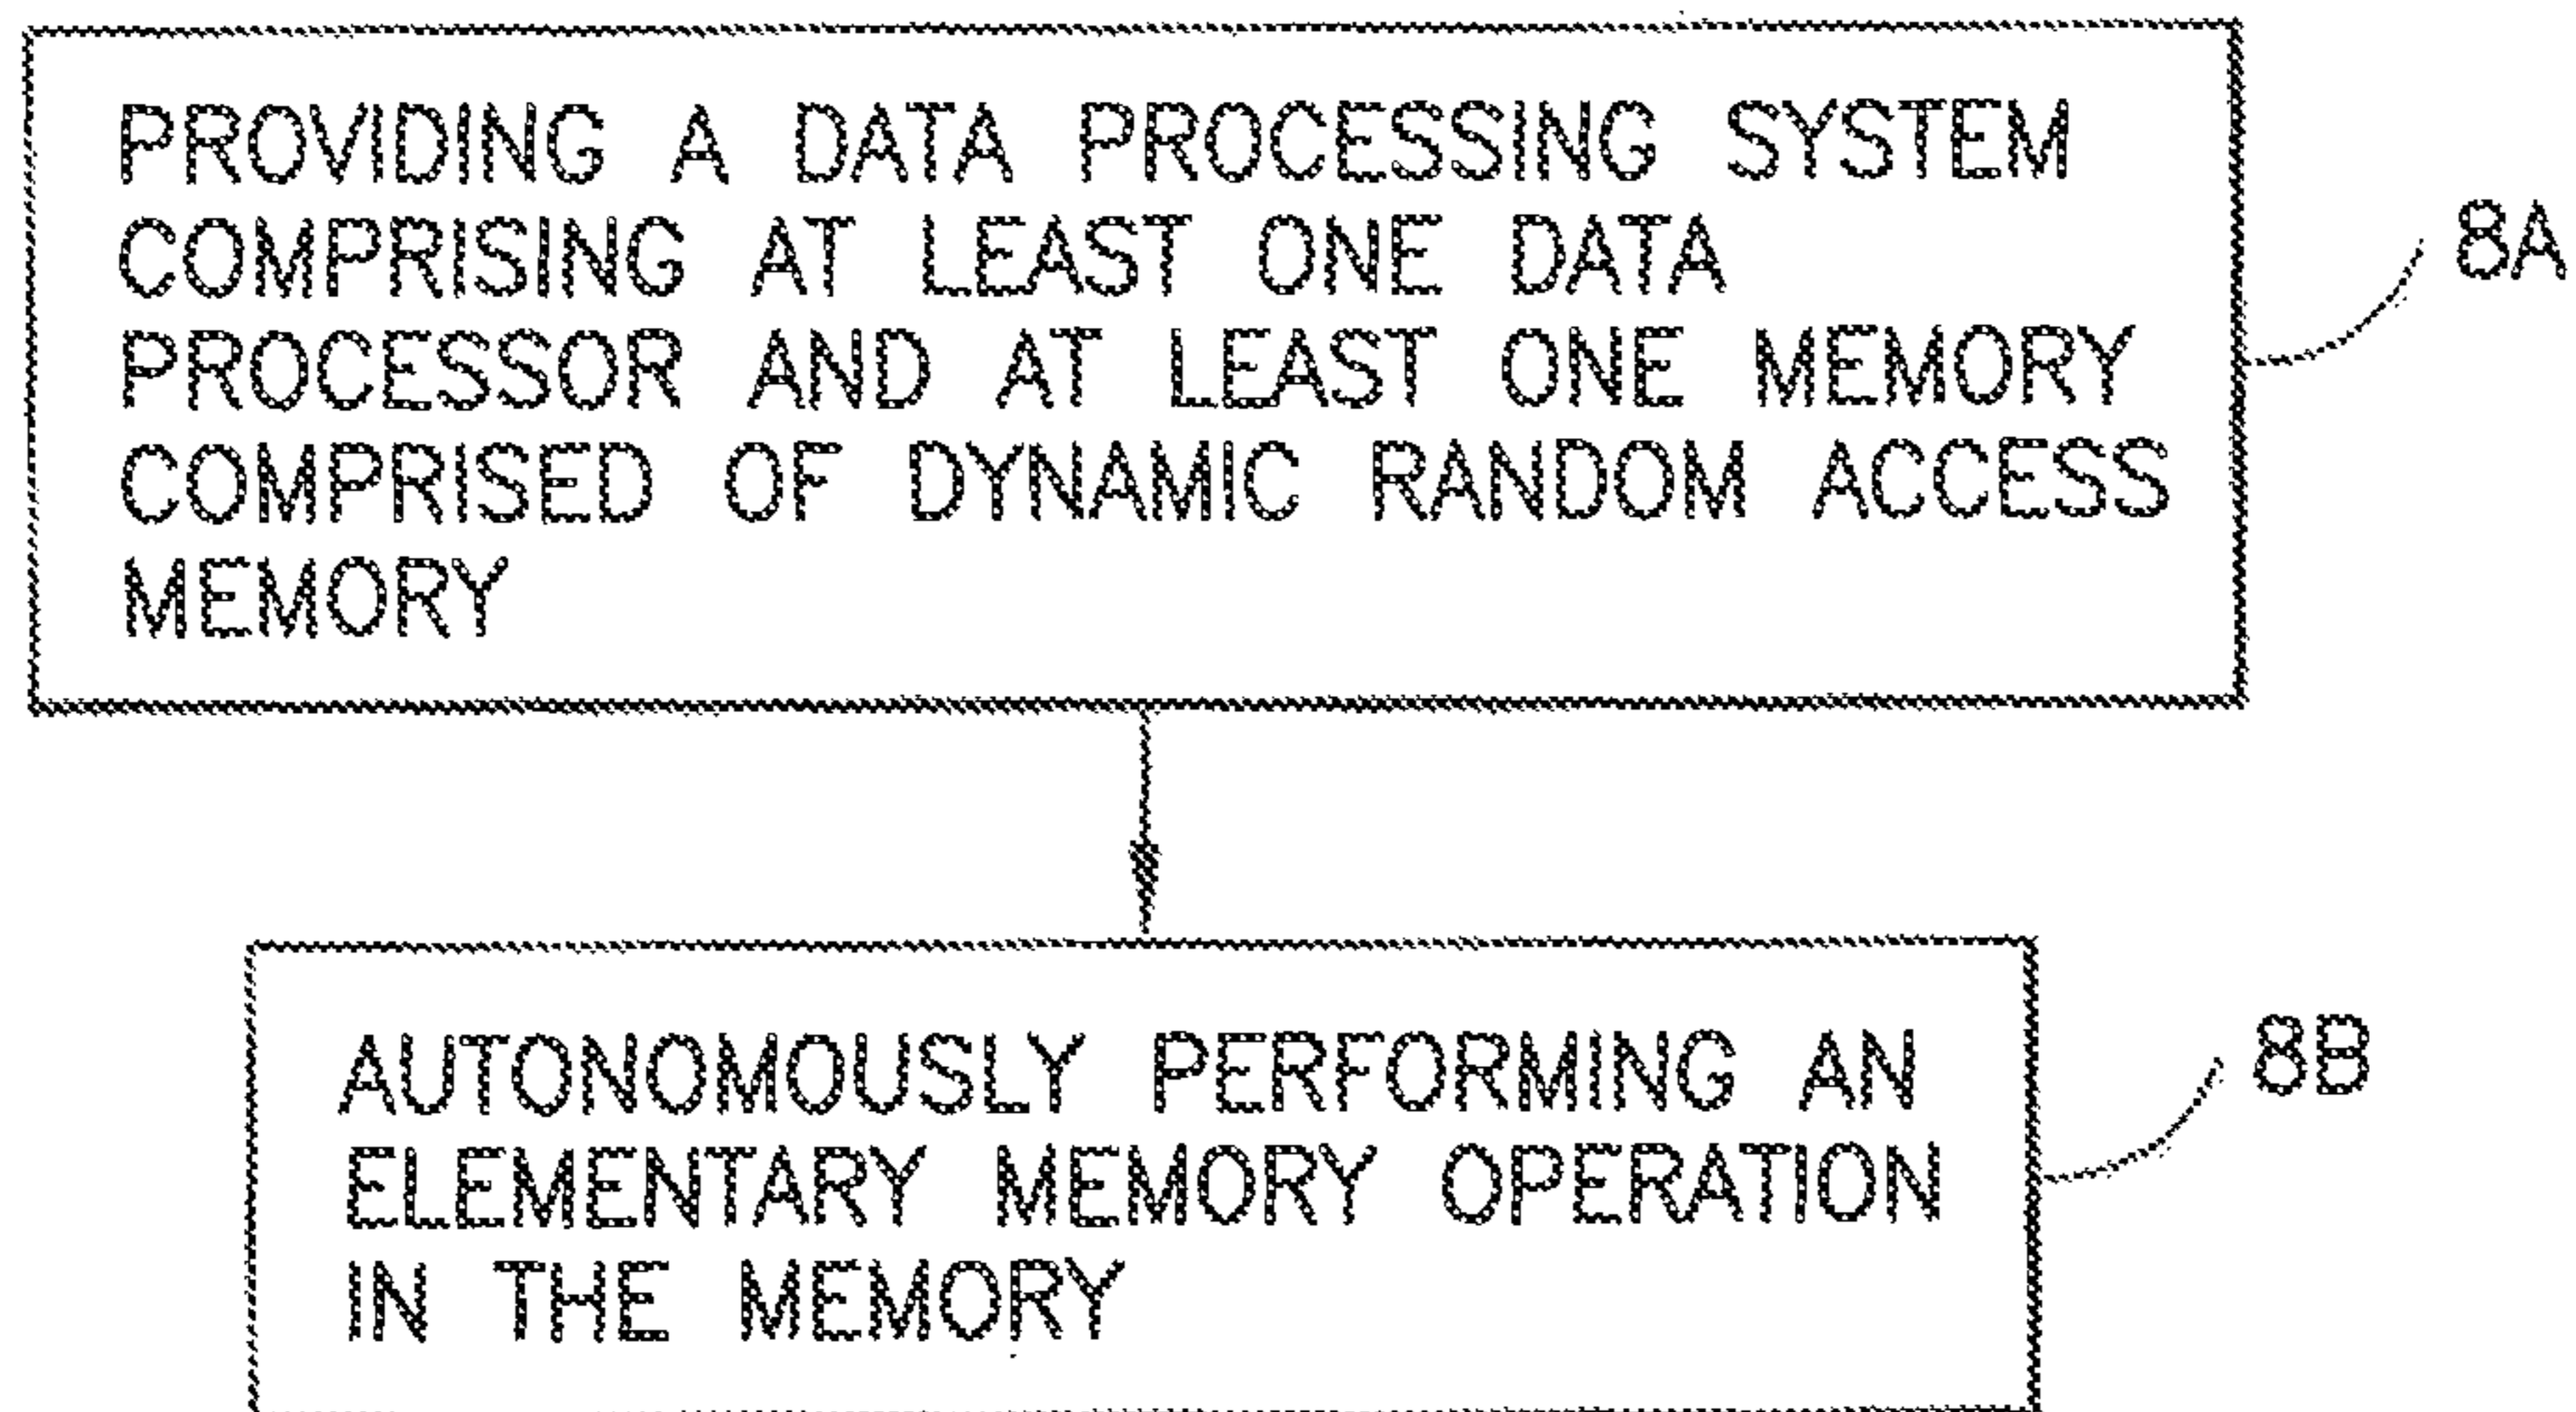 PROVIDING A DATA PROCESSING SYSTEM
COMPRISING AT LEAST ONE DATA
PROCESSOR AND AT LEAST ONE MEMORY
COMPRISED OF DYNAMIC RANDOM ACCESS
MEMORY
8A
AUTONOMOUSLY PERFORMING AN
ELEMENTARY MEMORY OPERATION
IN THE MEMORY
8B